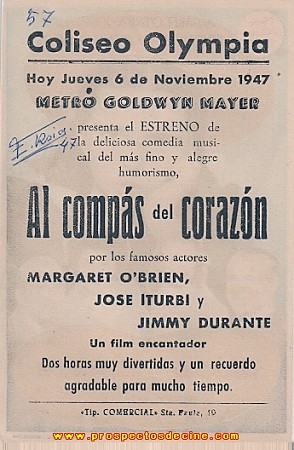 57
Coliseo Olympia
Hoy Jueves 6 de Noviembre 1947
METRO GOLDWYN MAYER
presenta el ESTRENO de
la deliciosa comedia musi-
cal del más fino y alegre
humorismo,
E. Roig
47
Al compás del corazón
por los famosos actores
MARGARET O'BRIEN,
JOSE ITURBI y
JIMMY DURANTE
Un film encantador
Dos horas muy divertidas y un recuerdo
agradable para mucho tiempo.
«Tip. COMERCIAL» Sta. Paula, 19
www.prospectosdecine.com